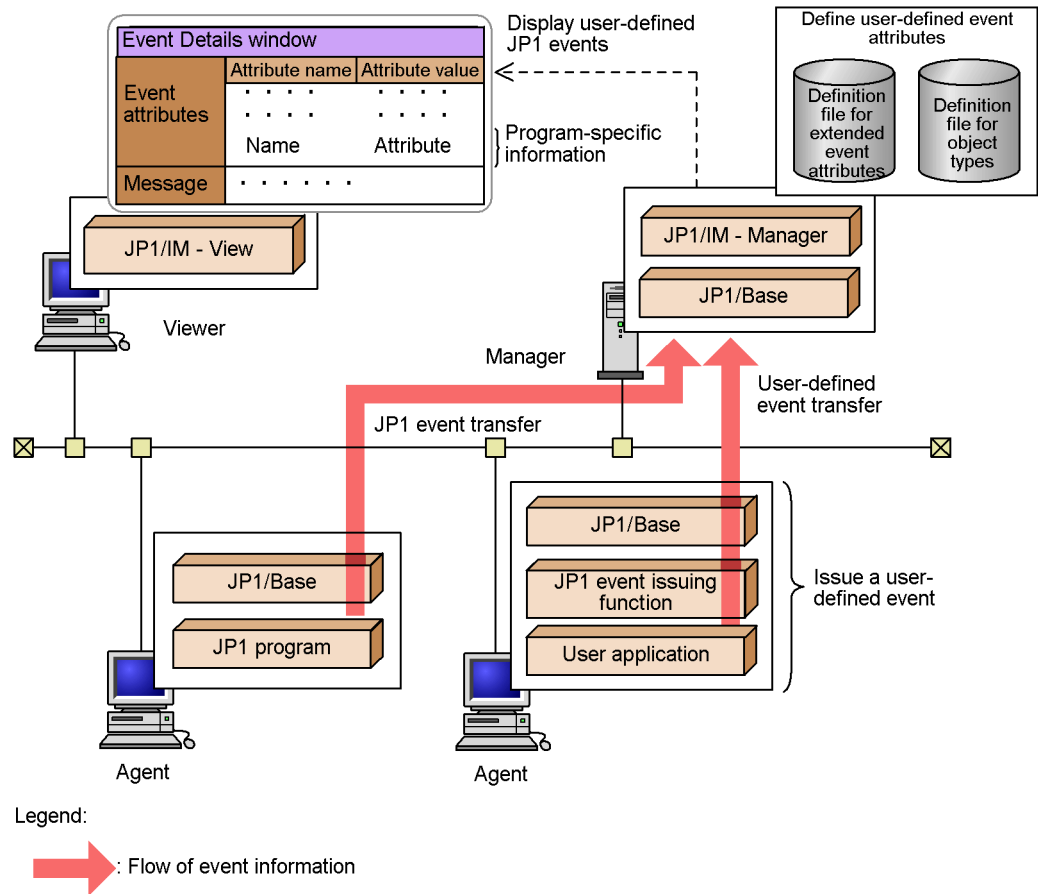 Event Details window
Attribute name
Attribute value
Event
attributes
. . . .
. . . .
. . . .
. . . .
Name
Attribute
Message
. . . . . .
Display user-defined
JP1 events
Program-specific
information
Define user-defined event
attributes
Definition
file for
extended
event
attributes
Definition
file for
object
types
JP1/IM - View
Viewer
JP1/IM - Manager
JP1/Base
Manager
User-defined
event transfer
JP1 event transfer
JP1/Base
JP1 program
Agent
JP1/Base
JP1 event issuing
function
User application
Agent
Issue a user-
defined event
Legend:
: Flow of event information